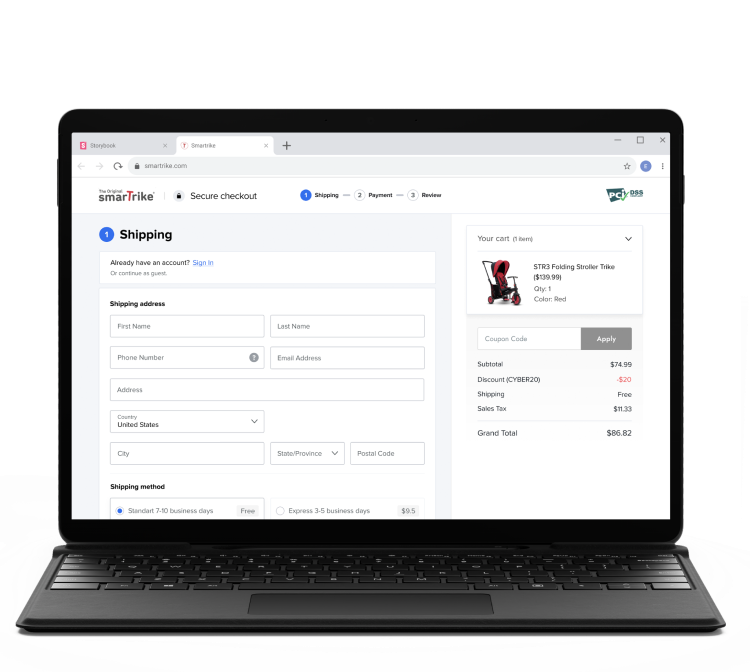 Storybook
Smartrike
smartrike.com
E
The Original
smarTrike
Secure checkout
1 Shipping
2 Payment
3 Review
PCI DSS
1 Shipping
Already have an account? Sign In
Or continue as guest.
Shipping address
First Name
Last Name
Phone Number
?
Email Address
Address
Country
United States
City
State/Province
Postal Code
Shipping method
Standart 7-10 business days Free
Express 3-5 business days $9.5
Your cart (1 item)
STR3 Folding Stroller Trike
($139.99)
Qty: 1
Color: Red
Coupon Code
Apply
Subtotal $74.99
Discount (CYBER20) -$20
Shipping Free
Sales Tax $11.33
Grand Total $86.82